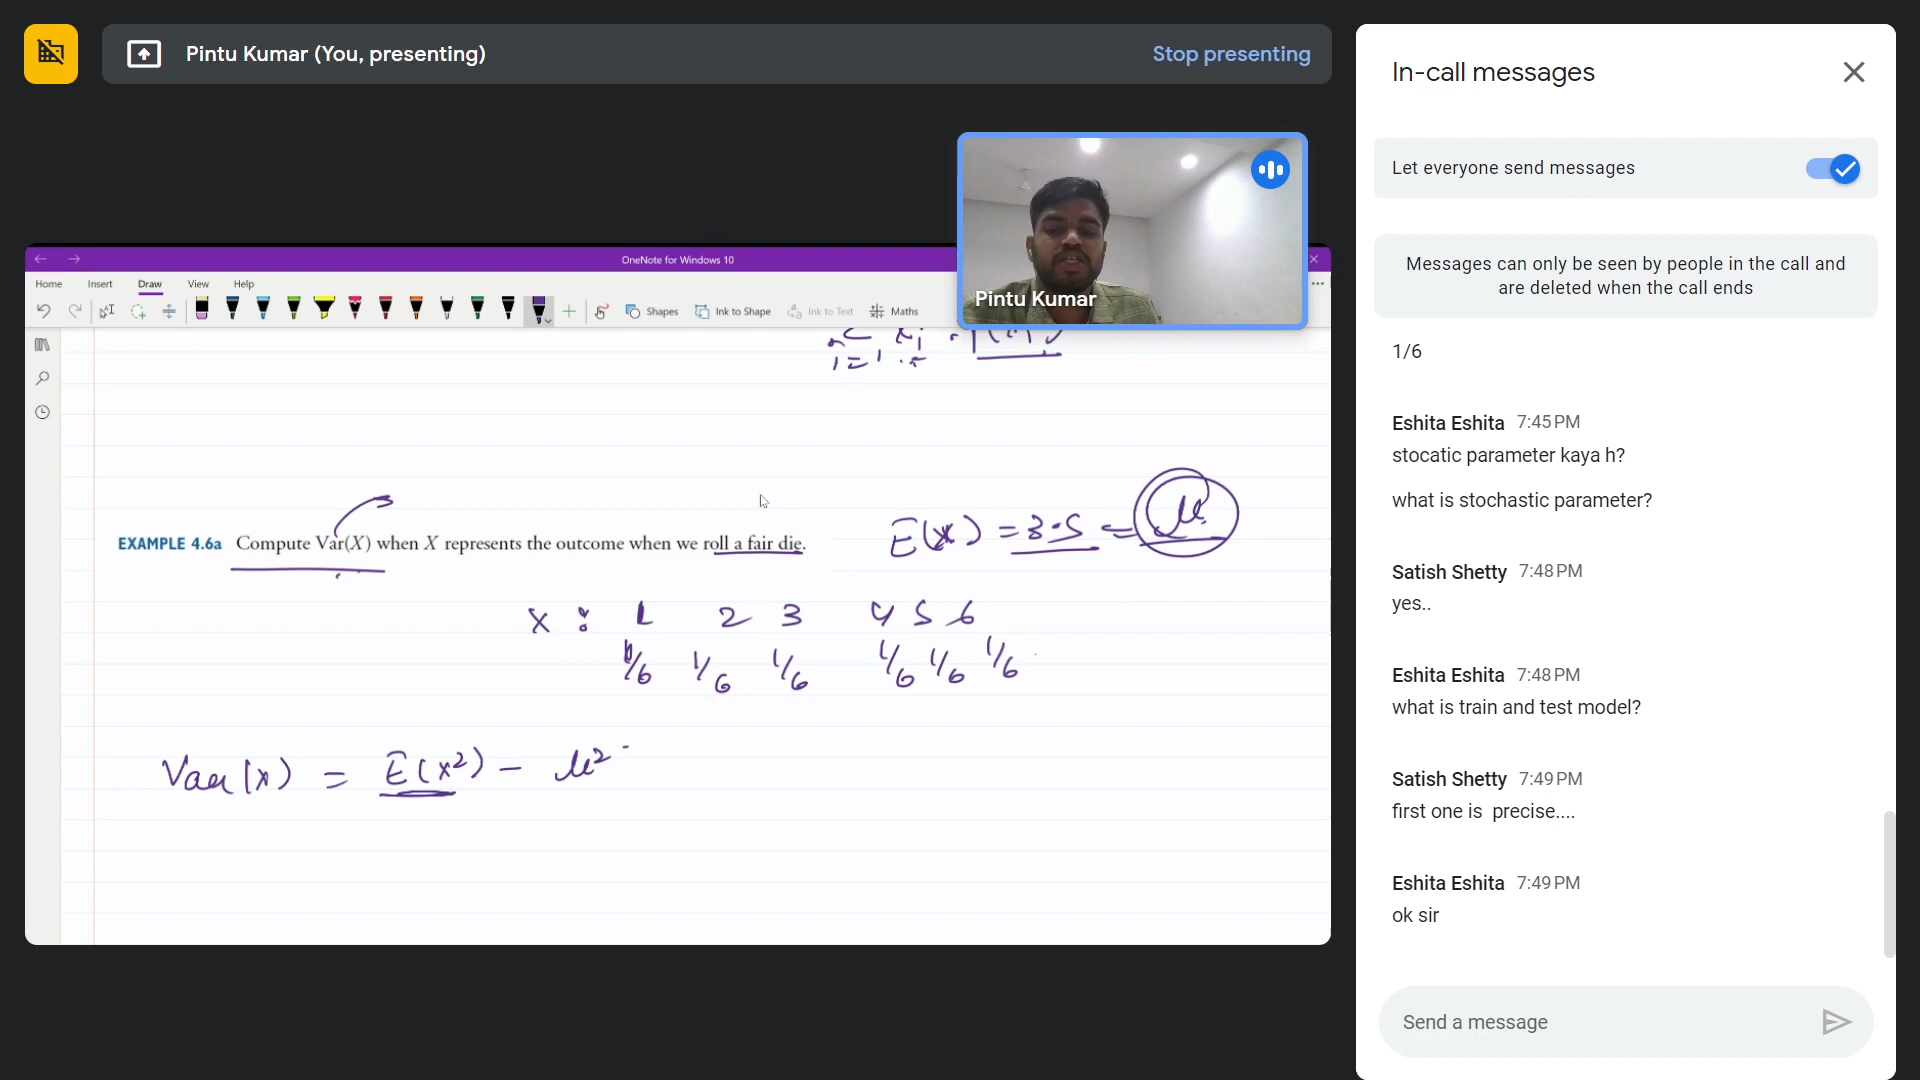 Pintu Kumar (You, presenting)
Stop presenting
OneNote for Windows 10
Home Insert Draw View Help
Shapes Ink to Shape Ink to Text Maths
Pintu Kumar
i=1
EXAMPLE 4.6a Compute Var(X) when X represents the outcome when we roll a fair die.
E(x) = 3.5 = μ
X : 1 2 3 4 5 6
1/6 1/6 1/6 1/6 1/6 1/6
Var(x) = E(x²) - μ²
In-call messages
Let everyone send messages
Messages can only be seen by people in the call and
are deleted when the call ends
1/6
Eshita Eshita 7:45 PM
stocatic parameter kaya h?
what is stochastic parameter?
Satish Shetty 7:48 PM
yes..
Eshita Eshita 7:48 PM
what is train and test model?
Satish Shetty 7:49 PM
first one is precise....
Eshita Eshita 7:49 PM
ok sir
Send a message